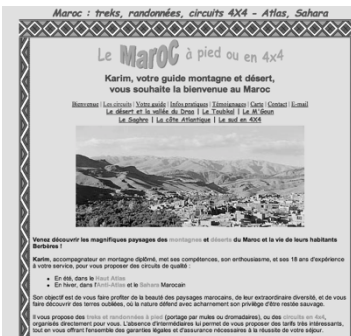 Maroc : treks, randonnées, circuits 4X4 - Atlas, Sahara
Le Maroc à pied ou en 4x4
Karim, votre guide montagne et désert,
vous souhaite la bienvenue au Maroc
Bienvenue | Les circuits | Votre guide | Infos pratiques | Témoignages | Carte | Contact | E-mail
Le désert et la vallée du Draa | Le Toubkal | Le M'Goun
Le Saghro | La côte Atlantique | Le sud en 4X4
Venez découvrir les magnifiques paysages des montagnes et déserts du Maroc et la vie de leurs habitants
Berbères !
Karim, accompagnateur en montagne diplômé, met ses compétences, son enthousiasme, et ses 18 ans d'expérience
à votre service, pour vous proposer des circuits de qualité :
En été, dans le Haut Atlas
En hiver, dans l'Anti-Atlas et le Sahara Marocain
Son objectif est de vous faire profiter de la beauté des paysages marocains, de leur extraordinaire diversité, et de vous
faire découvrir des terres oubliées, où la nature défend avec acharnement son privilège d'être restée sauvage.
Il vous propose des treks et randonnées à pied (portage par mules ou dromadaires), ou des circuits en 4x4,
organisés directement pour vous. L'absence d'intermédiaires lui permet de vous proposer des tarifs très intéressants,
tout en vous offrant l'ensemble des garanties légales et d'assurance nécessaires à la réussite de votre séjour.